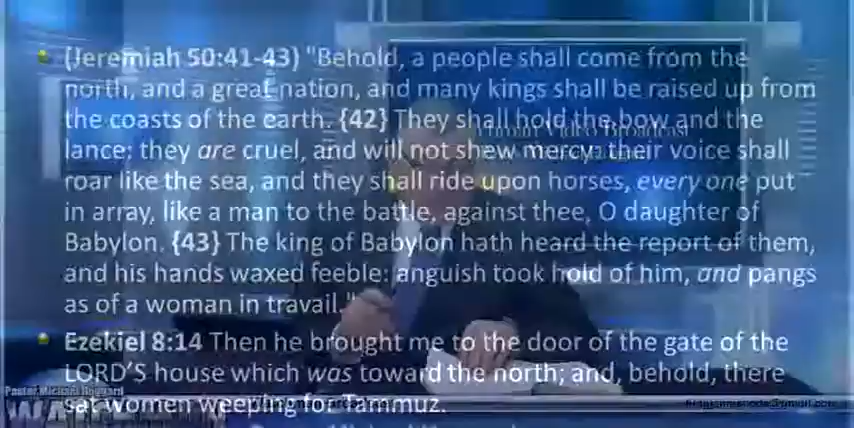 (Jeremiah 50:41-43) "Behold, a people shall come from the
north, and a great nation, and many kings shall be raised up from
the coasts of the earth. {42} They shall hold the bow and the
lance: they are cruel, and will not shew mercy: their voice shall
roar like the sea, and they shall ride upon horses, every one put
in array, like a man to the battle, against thee, O daughter of
Babylon. {43} The king of Babylon hath heard the report of them,
and his hands waxed feeble: anguish took hold of him, and pangs
as of a woman in travail."
Ezekiel 8:14 Then he brought me to the door of the gate of the
LORD'S house which was toward the north; and, behold, there
sat women weeping for Tammuz.
Video Broadcast
Pastor Michael Hoggard